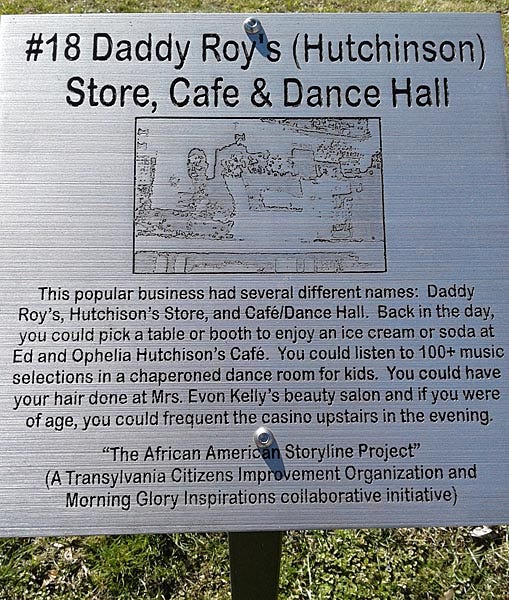 #18 Daddy Roy's (Hutchinson)
Store, Cafe & Dance Hall
This popular business had several different names: Daddy
Roy's, Hutchison's Store, and Café/Dance Hall. Back in the day,
you could pick a table or booth to enjoy an ice cream or soda at
Ed and Ophelia Hutchison's Café. You could listen to 100+ music
selections in a chaperoned dance room for kids. You could have
your hair done at Mrs. Evon Kelly's beauty salon and if you were
of age, you could frequent the casino upstairs in the evening.
“The African American Storyline Project”
(A Transylvania Citizens Improvement Organization and
Morning Glory Inspirations collaborative initiative)